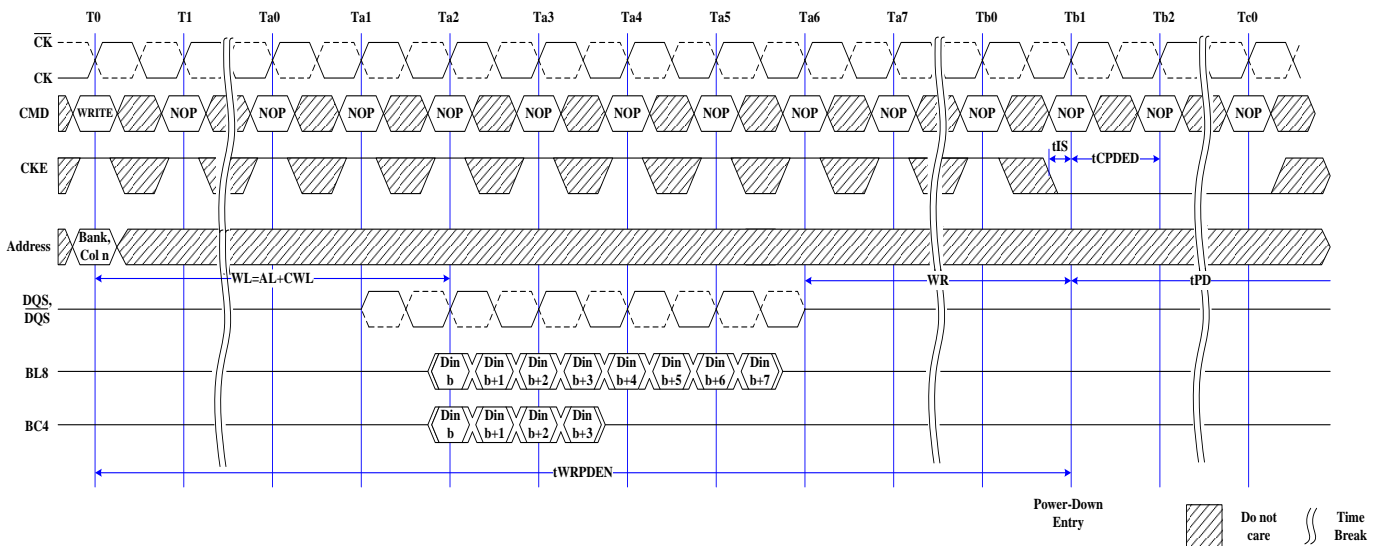 T0 T1 Ta0 Ta1 Ta2 Ta3 Ta4 Ta5 Ta6 Ta7 Tb0 Tb1 Tb2 Tc0
CK
CK
CMD WRITE NOP NOP NOP NOP NOP NOP NOP NOP NOP NOP NOP NOP NOP
tIS
CKE tCPDED
Bank,
Address
Col n
WL=AL+CWL WR tPD
DQS,
DQS
Din Din Din Din Din Din Din Din
BL8
b b+1 b+2 b+3 b+4 b+5 b+6 b+7
Din Din Din Din
BC4
b b+1 b+2 b+3
tWRPDEN
Power-Down
Entry
Do not
care
Time
Break